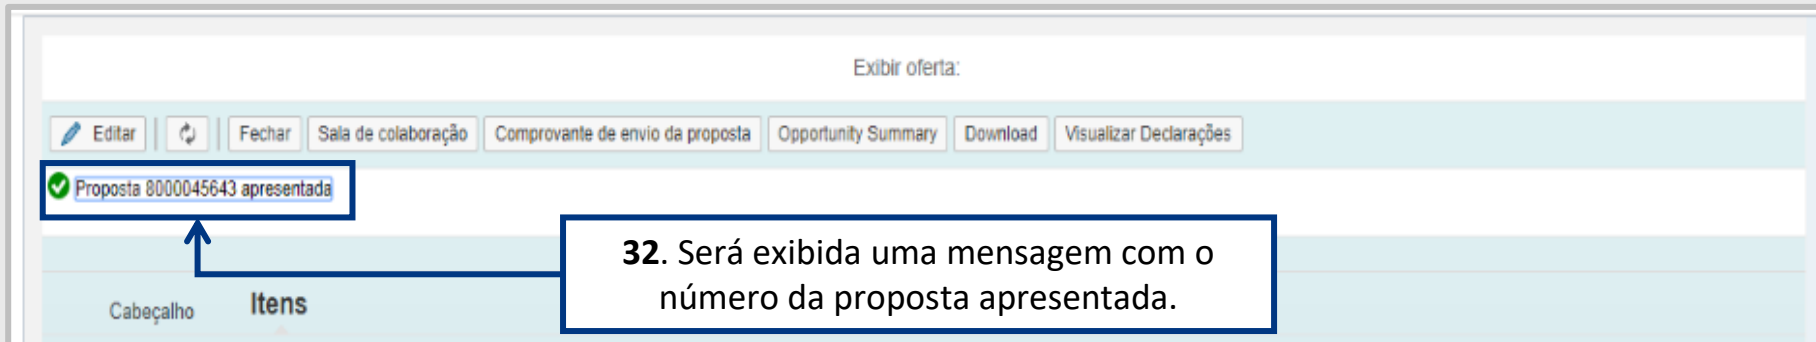 Exibir oferta:
Editar Fechar Sala de colaboração Comprovante de envio da proposta Opportunity Summary Download Visualizar Declarações
Proposta 8000045643 apresentada
32. Será exibida uma mensagem com o
número da proposta apresentada.
Cabeçalho Itens